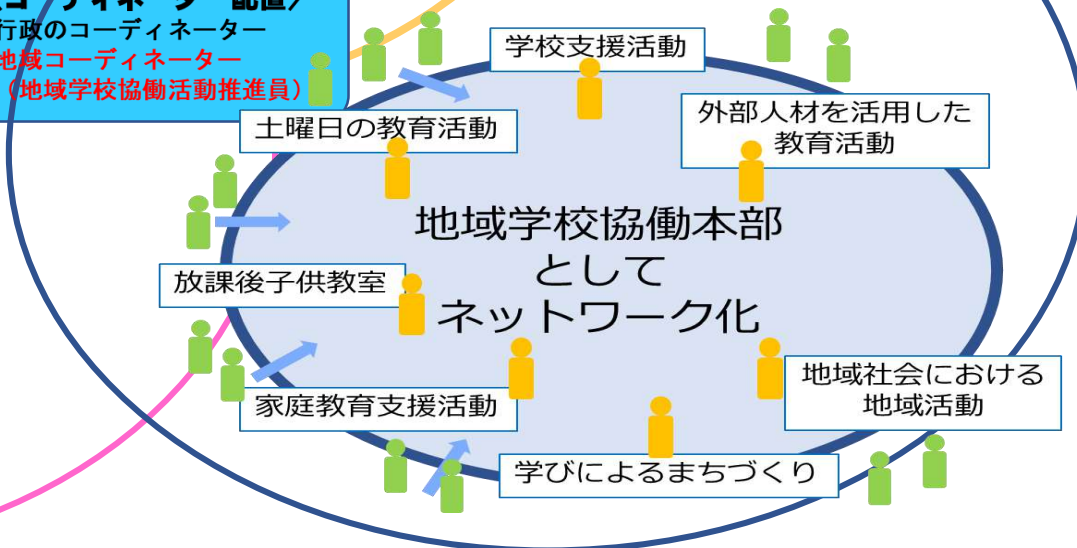 行政のコーディネーター
地域コーディネーター
（地域学校協働活動推進員）
学校支援活動
土曜日の教育活動
外部人材を活用した
教育活動
地域学校協働本部
として
ネットワーク化
放課後子供教室
家庭教育支援活動
地域社会における
地域活動
学びによるまちづくり